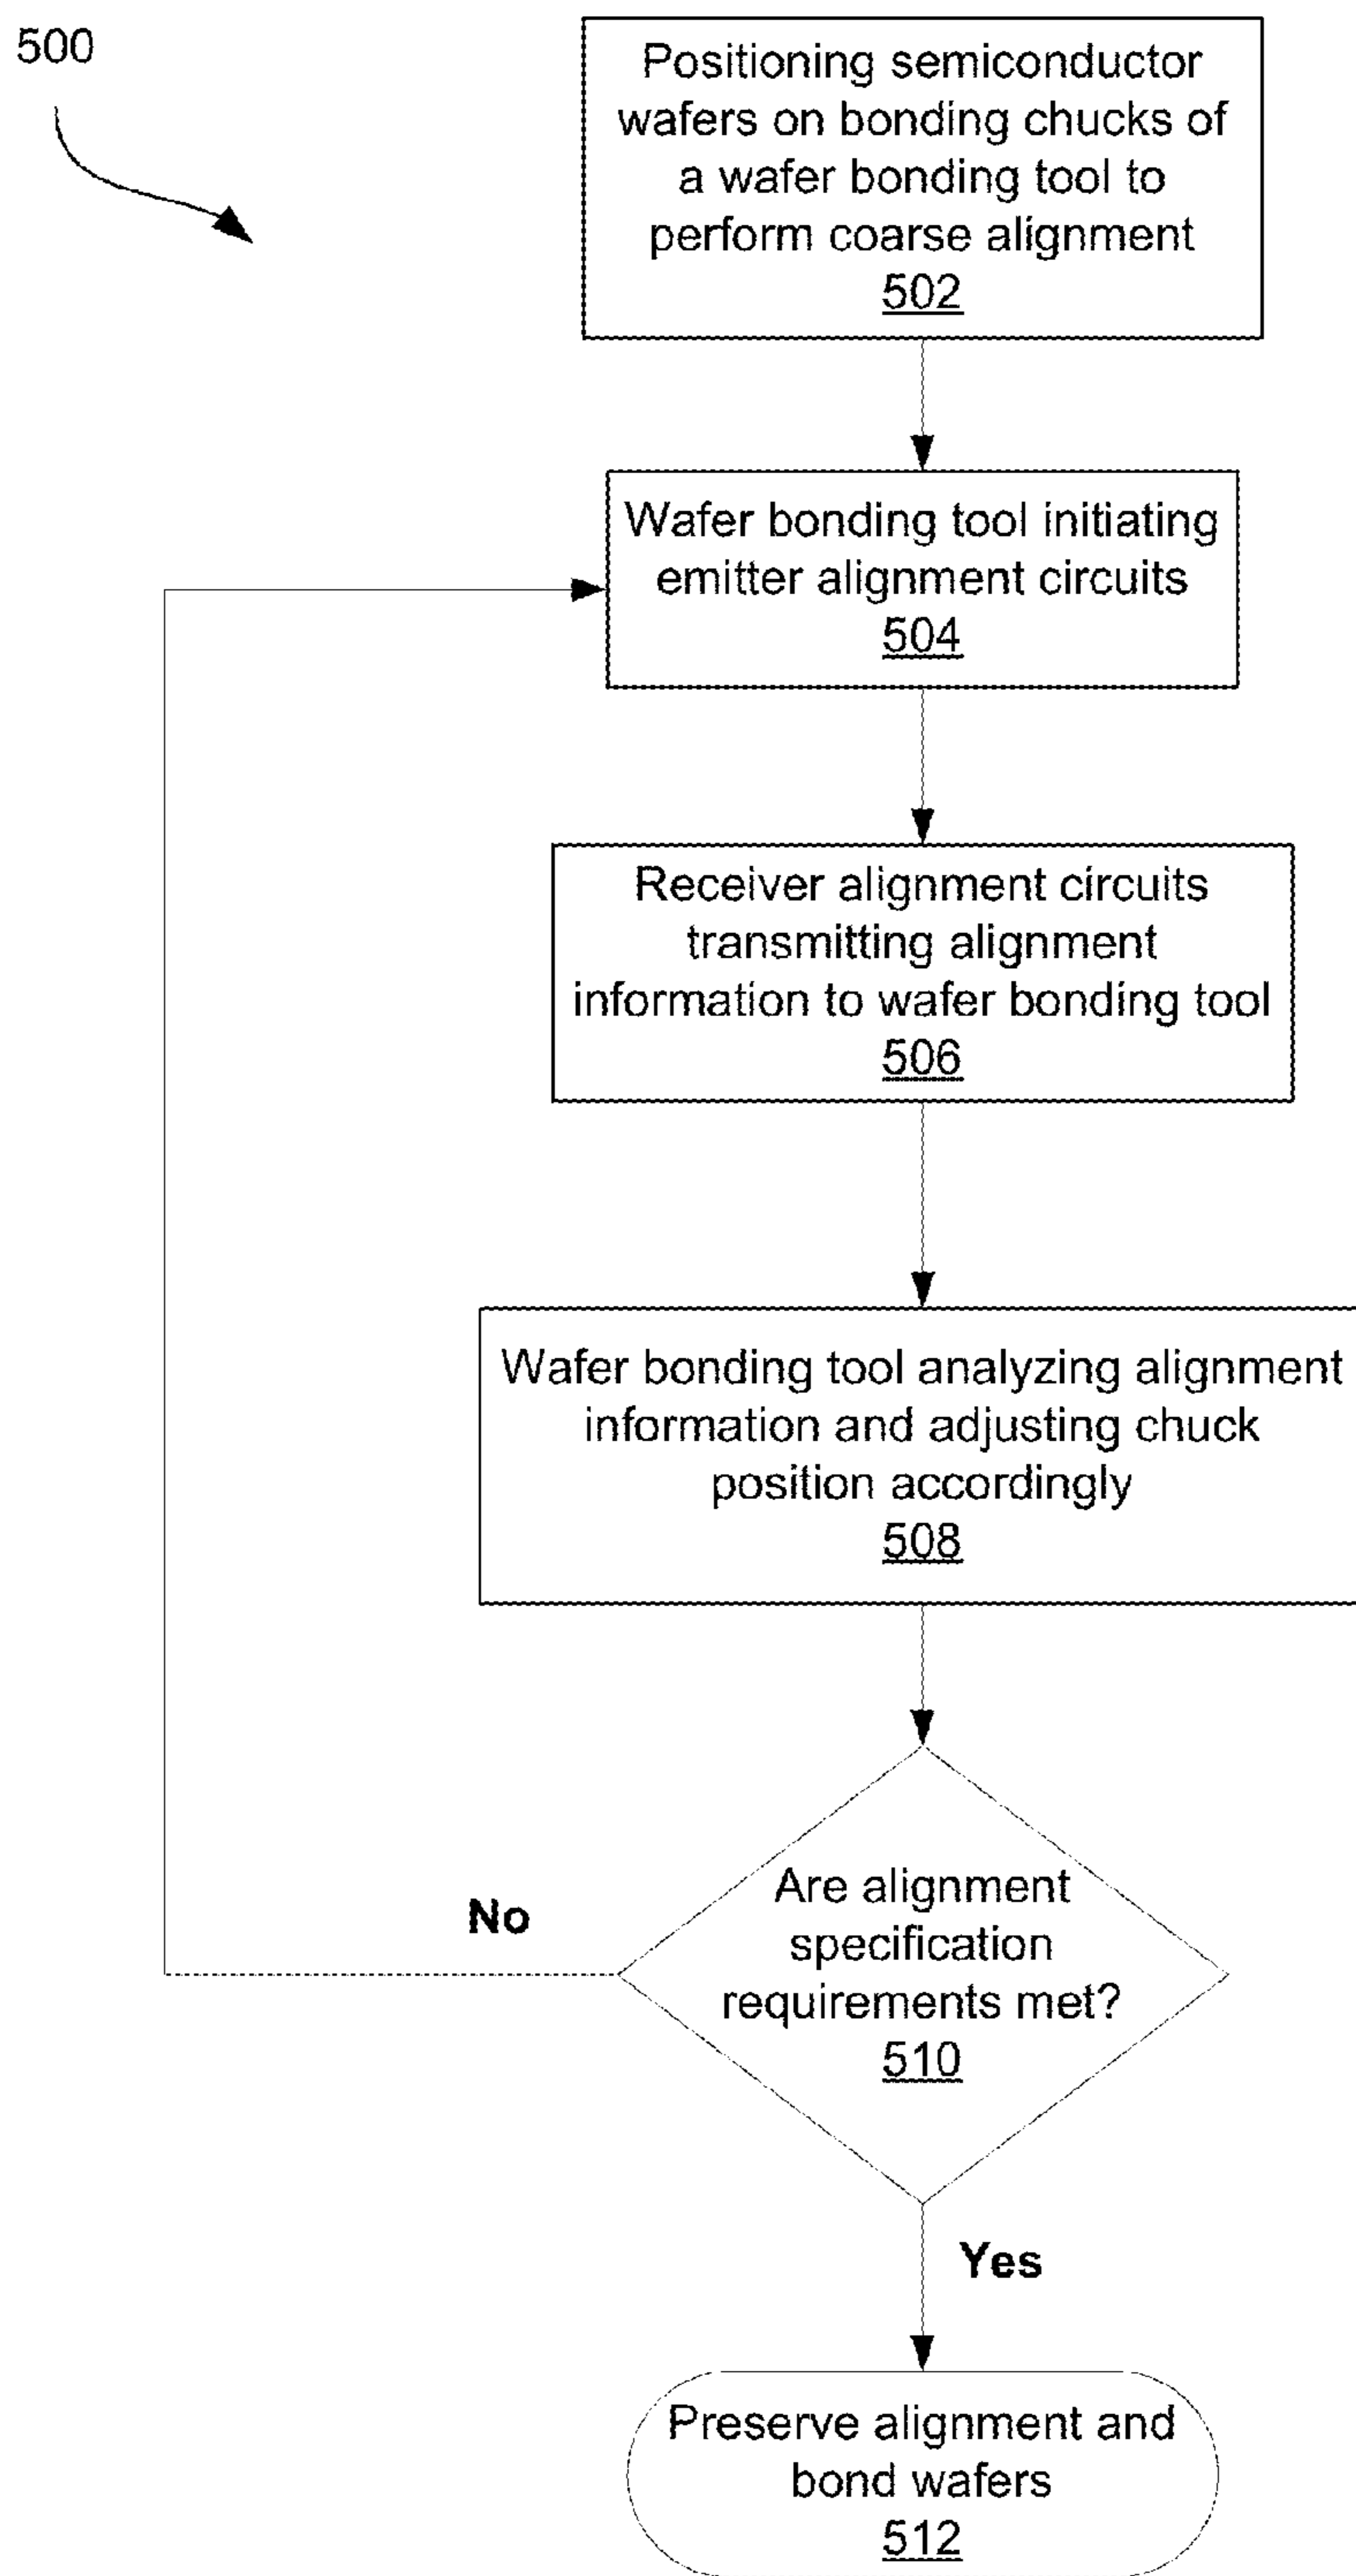 500
Positioning semiconductor
wafers on bonding chucks of
a wafer bonding tool to
perform coarse alignment
502
Wafer bonding tool initiating
emitter alignment circuits
504
Receiver alignment circuits
transmitting alignment
information to wafer bonding tool
506
Wafer bonding tool analyzing alignment
information and adjusting chuck
position accordingly
508
Are alignment
specification
requirements met?
510
No
Yes
Preserve alignment and
bond wafers
512